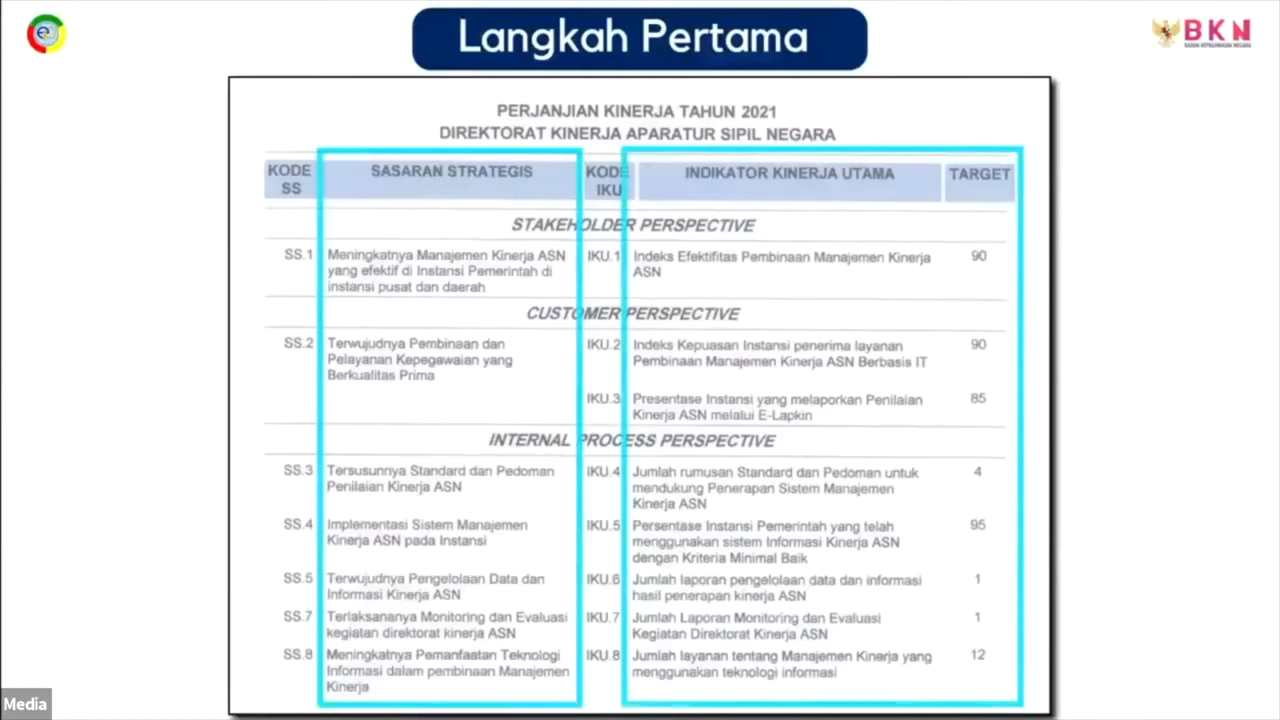 Langkah Pertama
BKN
BADAN KEPEGAWAIAN NEGARA
PERJANJIAN KINERJA TAHUN 2021
DIREKTORAT KINERJA APARATUR SIPIL NEGARA
KODE SS SASARAN STRATEGIS KODE IKU INDIKATOR KINERJA UTAMA TARGET
STAKEHOLDER PERSPECTIVE
SS.1 Meningkatnya Manajemen Kinerja ASN IKU.1 Indeks Efektifitas Pembinaan Manajemen Kinerja 90
yang efektif di Instansi Pemerintah di ASN
instansi pusat dan daerah
CUSTOMER PERSPECTIVE
SS.2 Terwujudnya Pembinaan dan IKU.2 Indeks Kepuasan Instansi penerima layanan 90
Pelayanan Kepegawaian yang Pembinaan Manajemen Kinerja ASN Berbasis IT
Berkualitas Prima
IKU.3 Presentase Instansi yang melaporkan Penilaian 85
Kinerja ASN melalui E-Lapkin
INTERNAL PROCESS PERSPECTIVE
SS.3 Tersusunnya Standard dan Pedoman IKU.4 Jumlah rumusan Standard dan Pedoman untuk 4
Penilaian Kinerja ASN mendukung Penerapan Sistem Manajemen
Kinerja ASN
SS.4 Implementasi Sistem Manajemen IKU.5 Persentase Instansi Pemerintah yang telah 95
Kinerja ASN pada Instansi menggunakan sistem Informasi Kinerja ASN
dengan Kriteria Minimal Baik
SS.5 Terwujudnya Pengelolaan Data dan IKU.6 Jumlah laporan pengelolaan data dan informasi 1
Informasi Kinerja ASN hasil penerapan kinerja ASN
SS.7 Terlaksananya Monitoring dan Evaluasi IKU.7 Jumlah Laporan Monitoring dan Evaluasi 1
kegiatan direktorat kinerja ASN Kegiatan Direktorat Kinerja ASN
SS.8 Meningkatnya Pemanfaatan Teknologi IKU.8 Jumlah layanan tentang Manajemen Kinerja yang 12
Informasi dalam pembinaan Manajemen menggunakan teknologi informasi
Kinerja
Media